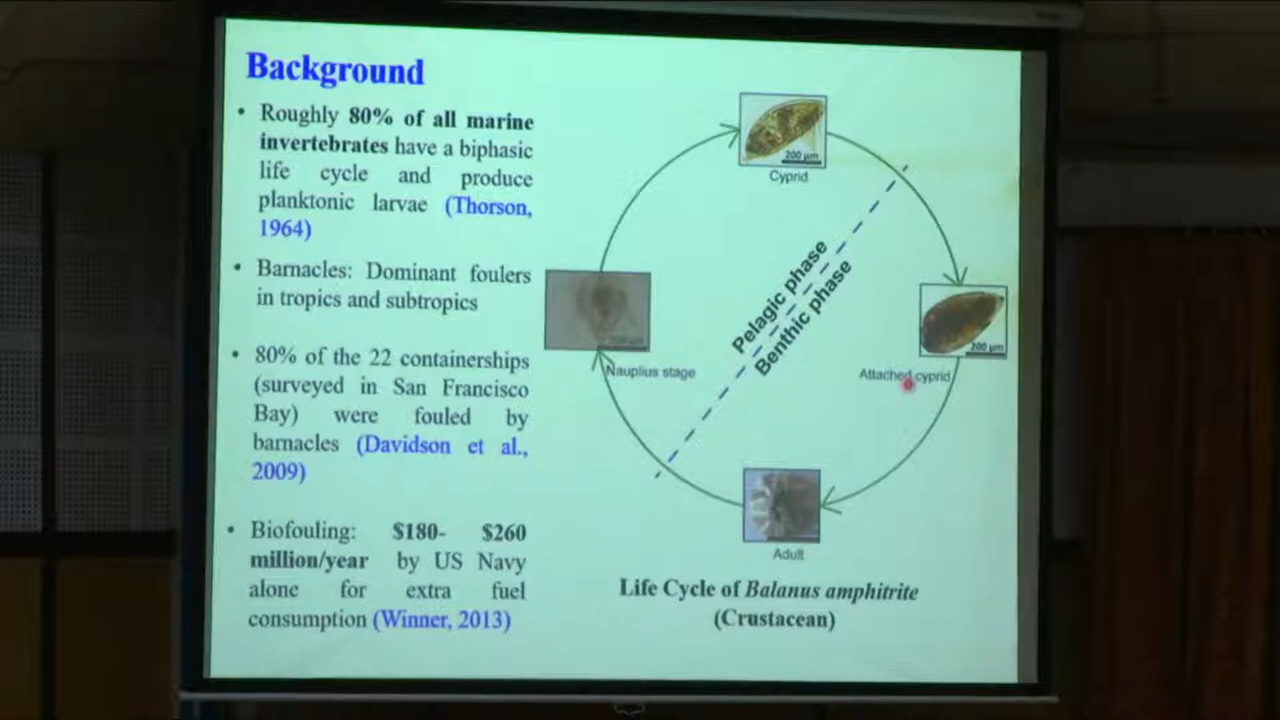 Background
• Roughly 80% of all marine
invertebrates have a biphasic
life cycle and produce
planktonic larvae (Thorson,
1964)
• Barnacles: Dominant foulers
in tropics and subtropics
• 80% of the 22 containerships
(surveyed in San Francisco
Bay) were fouled by
barnacles (Davidson et al.,
2009)
• Biofouling: $180- $260
million/year by US Navy
alone for extra fuel
consumption (Winner, 2013)
200 µm
Cyprid
Pelagic phase
Benthic phase
Nauplius stage
200 µm
Attached cyprid
Adult
Life Cycle of Balanus amphitrite
(Crustacean)